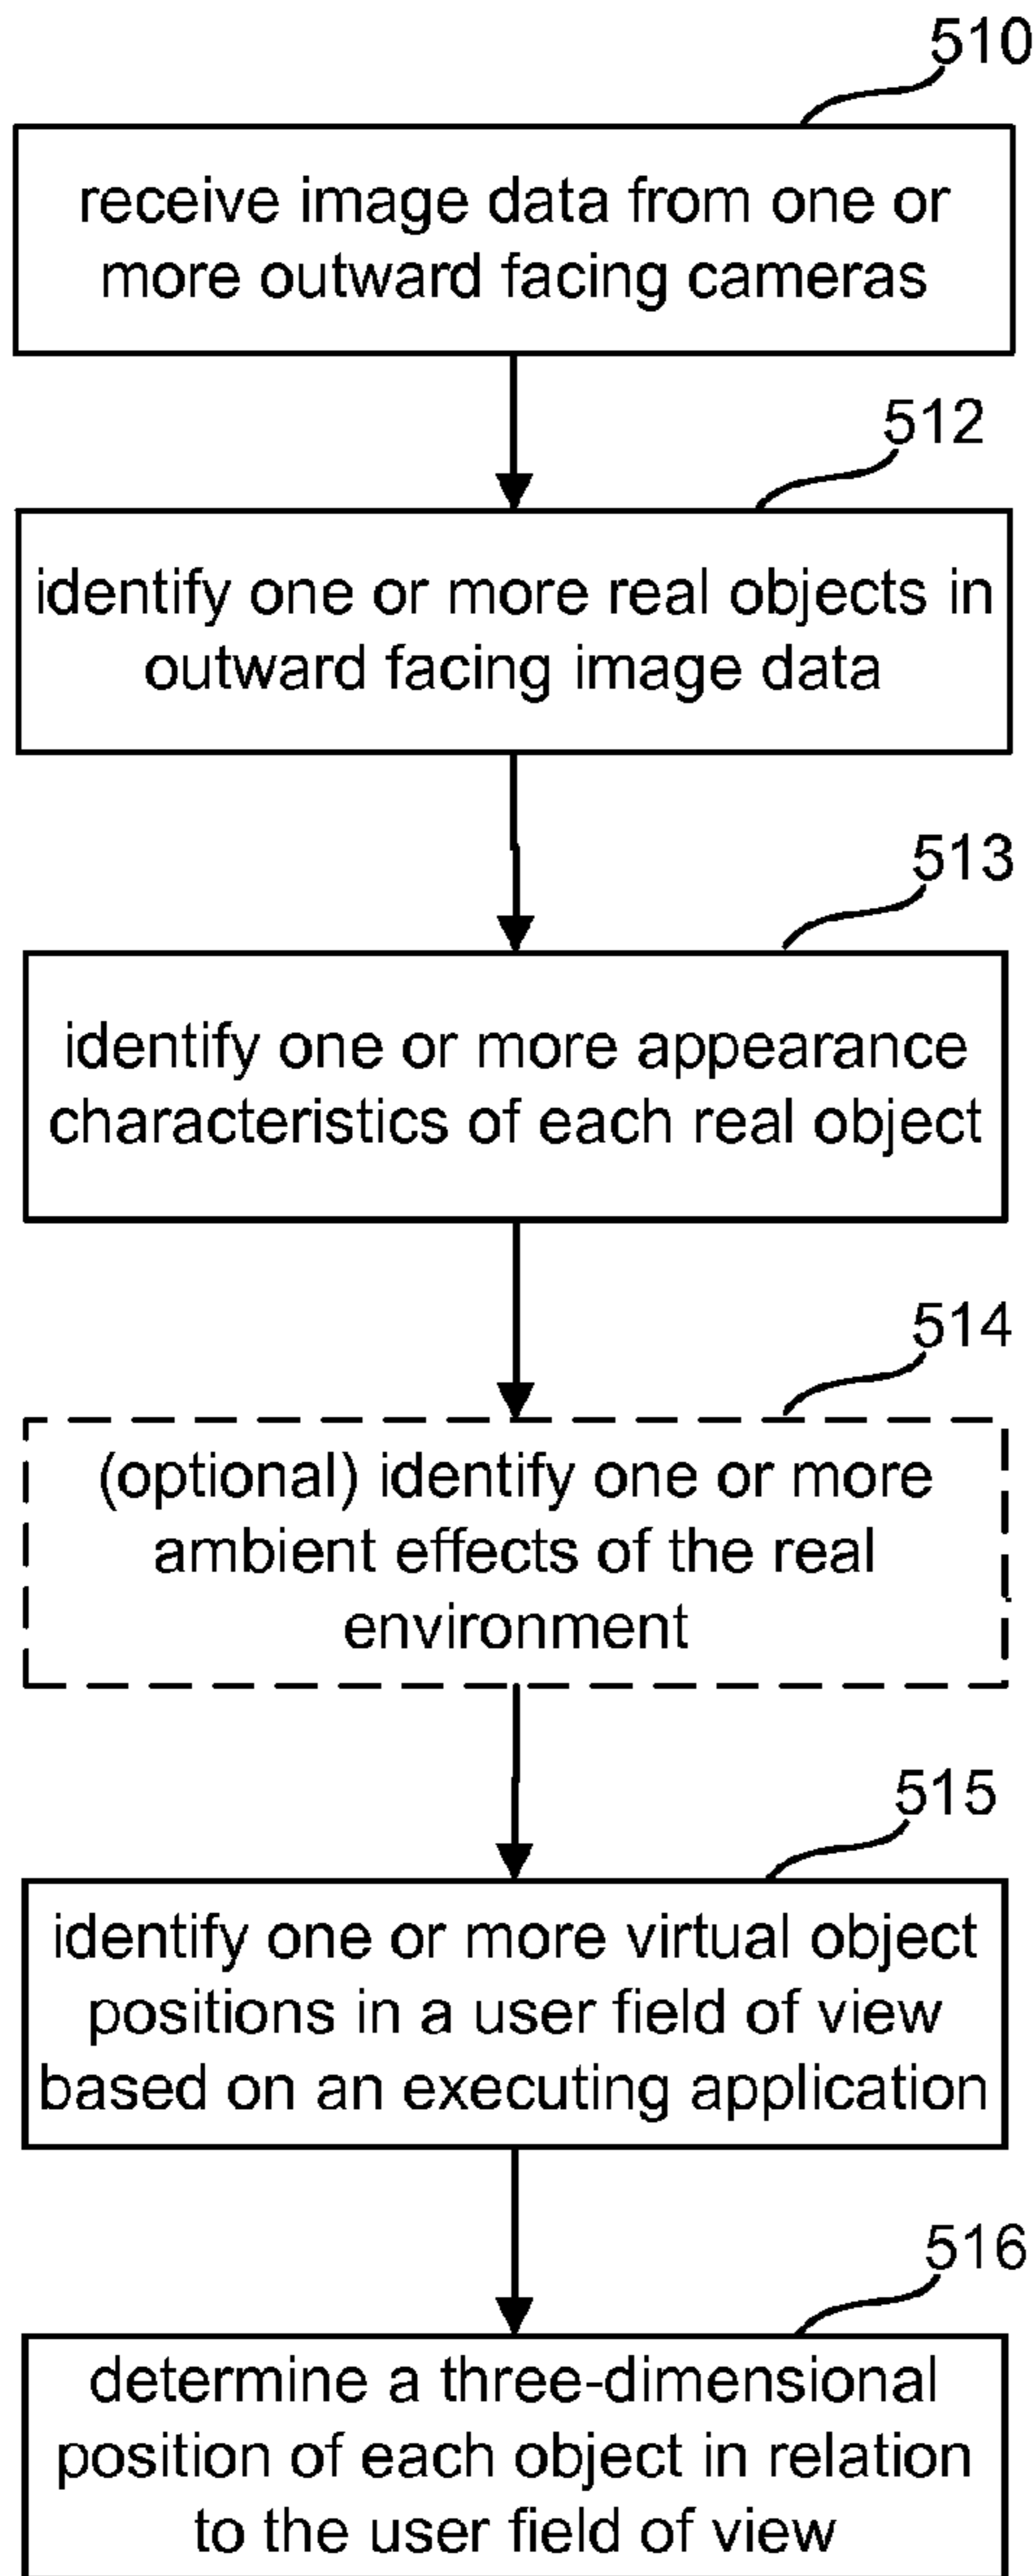 510
receive image data from one or
more outward facing cameras
512
identify one or more real objects in
outward facing image data
513
identify one or more appearance
characteristics of each real object
514
(optional) identify one or more
ambient effects of the real
environment
515
identify one or more virtual object
positions in a user field of view
based on an executing application
516
determine a three-dimensional
position of each object in relation
to the user field of view